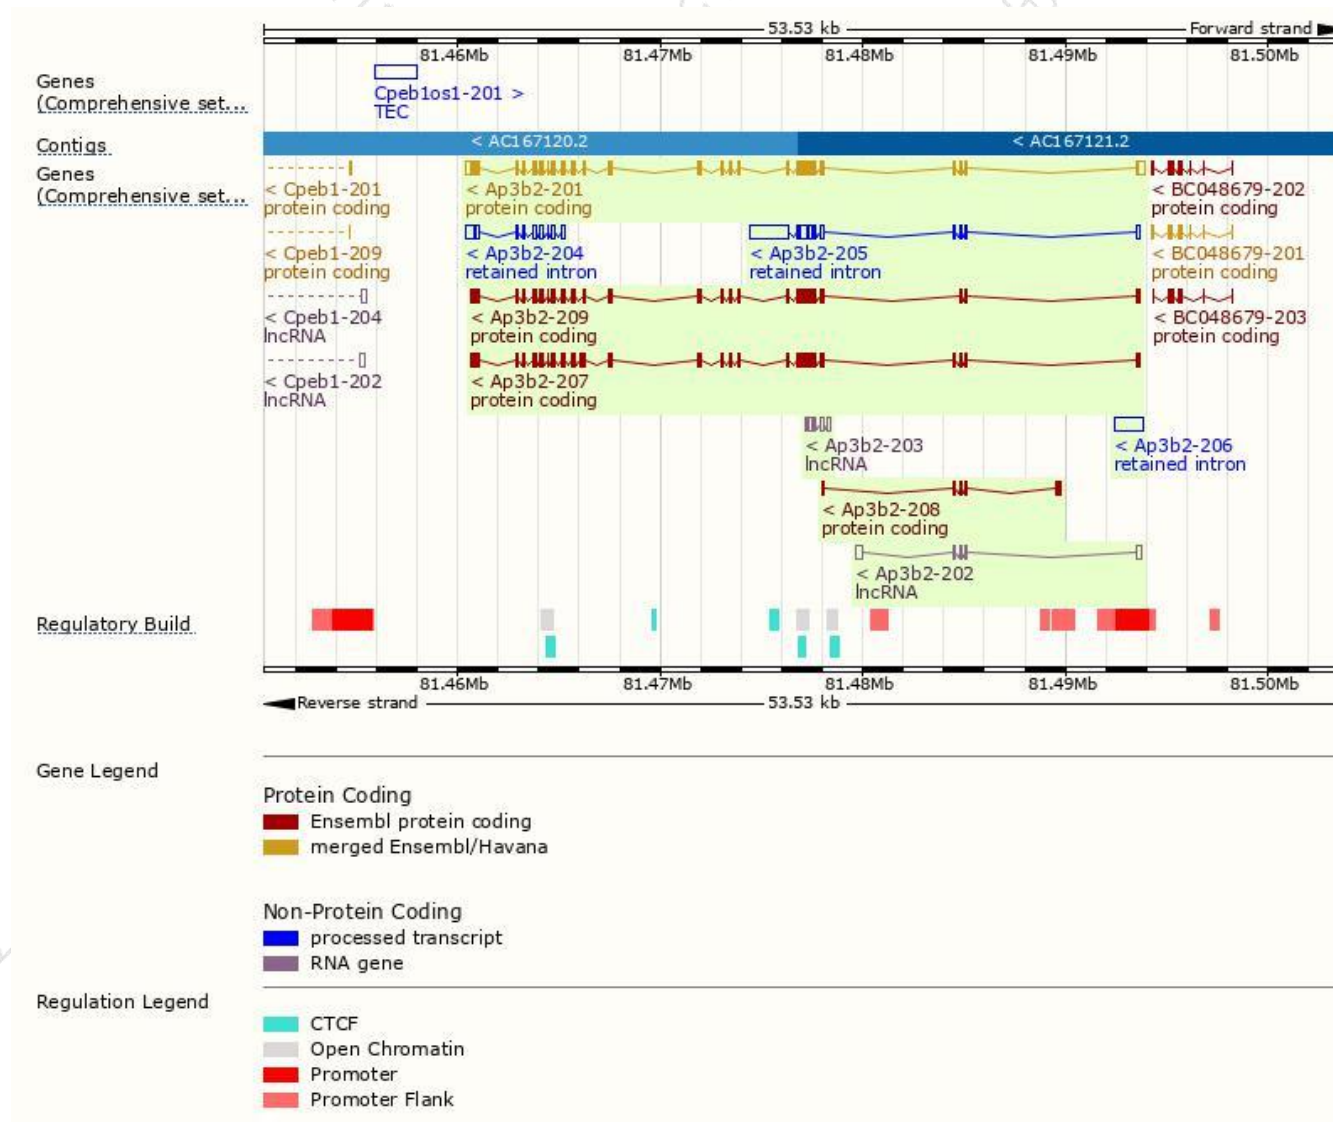 53.53 kb Forward strand
81.46Mb 81.47Mb 81.48Mb 81.49Mb 81.50Mb
Genes
(Comprehensive set...
Cpeb1os1-201 >
TEC
Contigs < AC167120.2 < AC167121.2
Genes
(Comprehensive set...
< Cpeb1-201 < Ap3b2-201 < BC048679-202
protein coding protein coding protein coding
< Cpeb1-209 < Ap3b2-204 < Ap3b2-205 < BC048679-201
protein coding retained intron retained intron protein coding
< Cpeb1-204 < Ap3b2-209 < BC048679-203
lncRNA protein coding protein coding
< Cpeb1-202 < Ap3b2-207
lncRNA protein coding
< Ap3b2-203 < Ap3b2-206
lncRNA retained intron
< Ap3b2-208
protein coding
< Ap3b2-202
lncRNA
Regulatory Build
81.46Mb 81.47Mb 81.48Mb 81.49Mb 81.50Mb
Reverse strand 53.53 kb
Gene Legend
Protein Coding
Ensembl protein coding
merged Ensembl/Havana
Non-Protein Coding
processed transcript
RNA gene
Regulation Legend
CTCF
Open Chromatin
Promoter
Promoter Flank